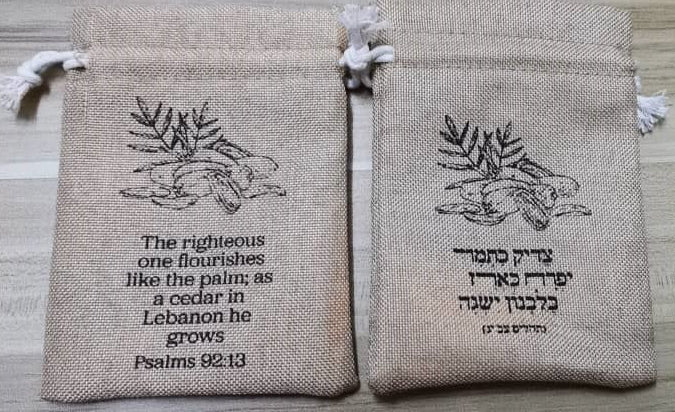 The righteous
one flourishes
like the palm; as
a cedar in
Lebanon he
grows
Psalms 92:13
צדיק כתמר
יפרח כארז
בלבנון ישגה
(תהילים צב יג)